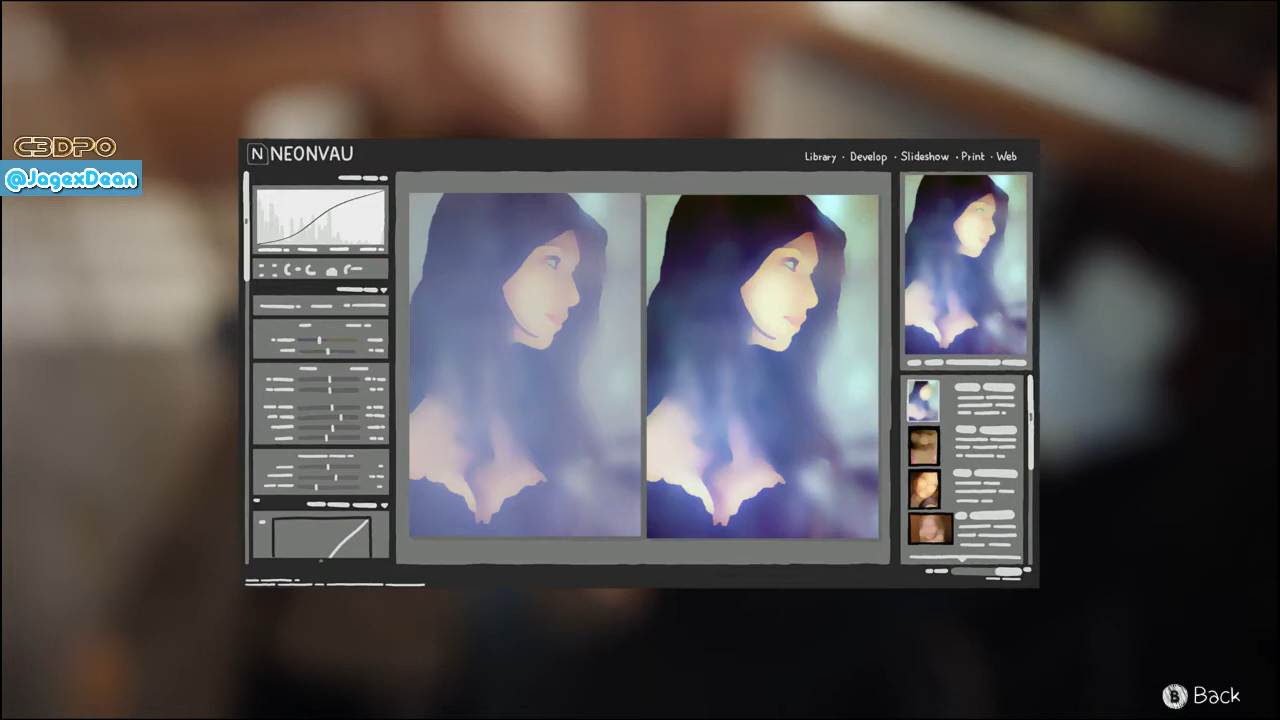 C3DPO
@JagexDean
N NEONVAU
Library · Develop · Slideshow · Print · Web
B Back